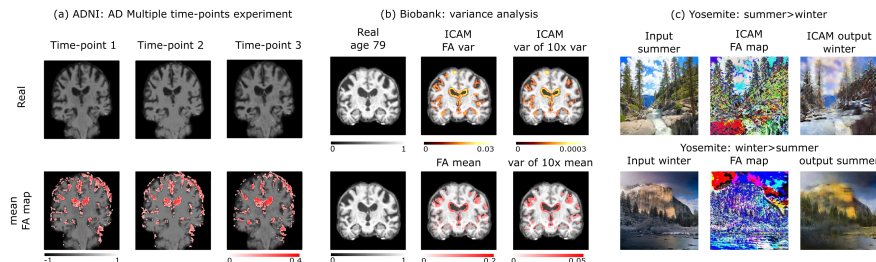 (a) ADNI: AD Multiple time-points experiment
Time-point 1
Time-point 2
Time-point 3
Real
mean
FA map
-1
1
0
0.4
(b) Biobank: variance analysis
Real
age 79
ICAM
FA var
ICAM
var of 10x var
0
1
0
0.03
0
0.0003
FA mean
var of 10x mean
0
1
0
0.2
0
0.05
(c) Yosemite: summer>winter
Input
summer
ICAM
FA map
ICAM output
winter
Yosemite: winter>summer
Input winter
FA map
output summer